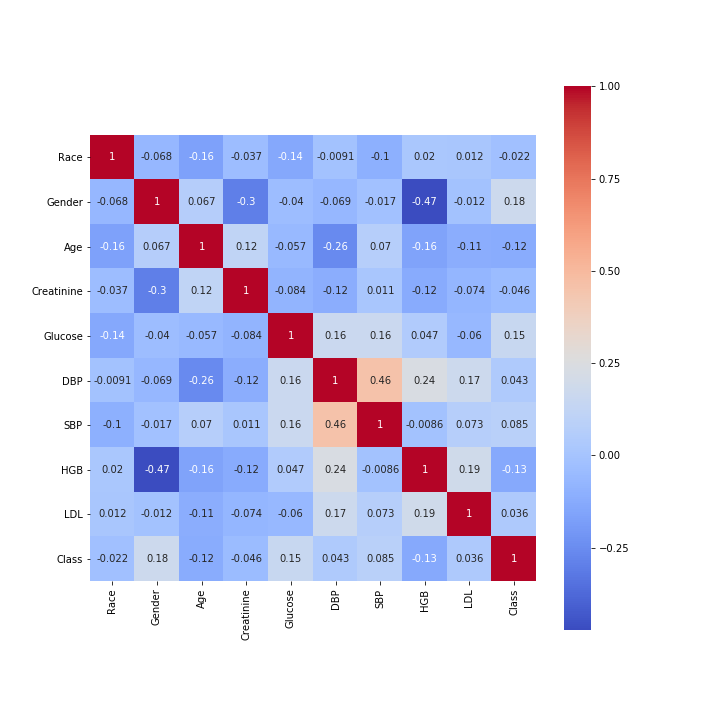 1.00
Race 1 -0.068 -0.16 -0.037 -0.14 -0.0091 -0.1 0.02 0.012 -0.022
0.75
Gender -0.068 1 0.067 -0.3 -0.04 -0.069 -0.017 -0.47 -0.012 0.18
Age -0.16 0.067 1 0.12 -0.057 -0.26 0.07 -0.16 -0.11 -0.12
0.50
Creatinine -0.037 -0.3 0.12 1 -0.084 -0.12 0.011 -0.12 -0.074 -0.046
Glucose -0.14 -0.04 -0.057 -0.084 1 0.16 0.16 0.047 -0.06 0.15
0.25
DBP -0.0091 -0.069 -0.26 -0.12 0.16 1 0.46 0.24 0.17 0.043
SBP -0.1 -0.017 0.07 0.011 0.16 0.46 1 -0.0086 0.073 0.085
0.00
HGB 0.02 -0.47 -0.16 -0.12 0.047 0.24 -0.0086 1 0.19 -0.13
LDL 0.012 -0.012 -0.11 -0.074 -0.06 0.17 0.073 0.19 1 0.036
−0.25
Class -0.022 0.18 -0.12 -0.046 0.15 0.043 0.085 -0.13 0.036 1
Race Gender Age Creatinine Glucose DBP SBP HGB LDL Class